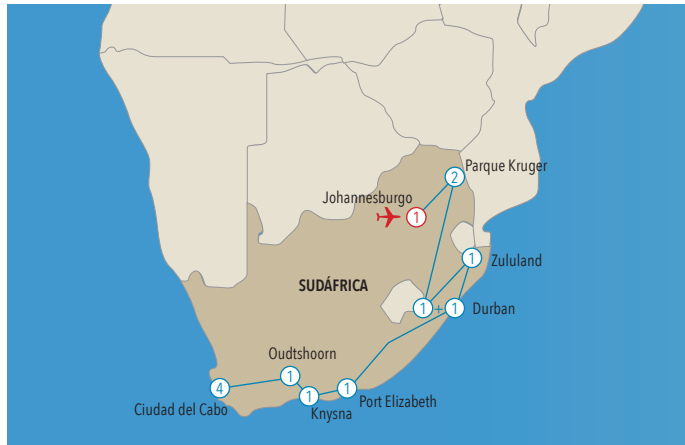 Parque Kruger
2
Johannesburgo
1
1
Zululand
SUDÁFRICA
1
+
1
Durban
Oudtshoorn
1
4
1
1
Ciudad del Cabo
Port Elizabeth
Knysna